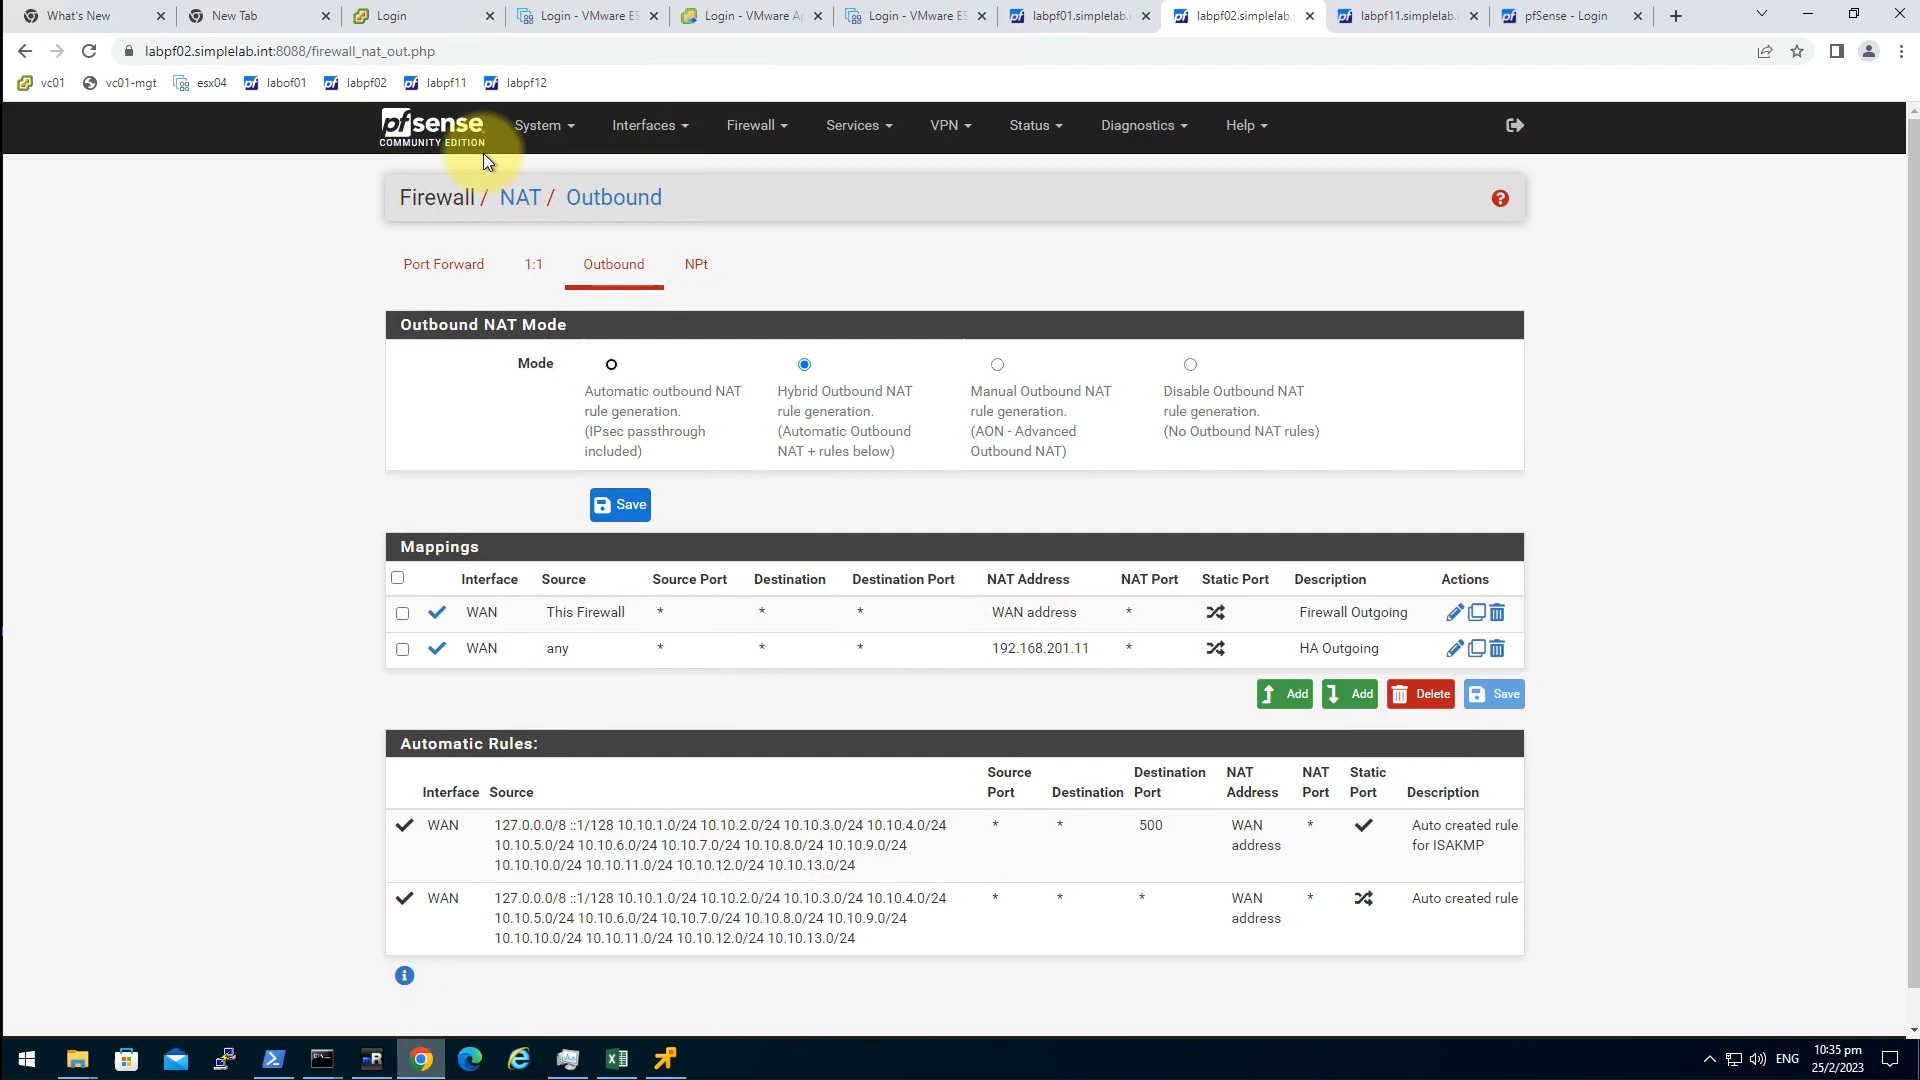 What's New
New Tab
Login
Login - VMware ES
Login - VMware Ap
Login - VMware ES
labpf01.simplelab.i
labpf02.simplelab.i
labpf11.simplelab.i
pfSense - Login
labpf02.simplelab.int:8088/firewall_nat_out.php
vc01
vc01-mgt
esx04
labof01
labpf02
labpf11
labpf12
pfsense
COMMUNITY EDITION
System
Interfaces
Firewall
Services
VPN
Status
Diagnostics
Help
Firewall / NAT / Outbound
Port Forward
1:1
Outbound
NPt
Outbound NAT Mode
Mode
Automatic outbound NAT
rule generation.
(IPsec passthrough
included)
Hybrid Outbound NAT
rule generation.
(Automatic Outbound
NAT + rules below)
Manual Outbound NAT
rule generation.
(AON - Advanced
Outbound NAT)
Disable Outbound NAT
rule generation.
(No Outbound NAT rules)
Save
Mappings
Interface Source Source Port Destination Destination Port NAT Address NAT Port Static Port Description Actions
WAN This Firewall * * * WAN address * Firewall Outgoing
WAN any * * * 192.168.201.11 * HA Outgoing
Add
Add
Delete
Save
Automatic Rules:
Interface Source
Source
Port
Destination
Destination
Port
NAT
Address
NAT
Port
Static
Port
Description
WAN
127.0.0.0/8 ::1/128 10.10.1.0/24 10.10.2.0/24 10.10.3.0/24 10.10.4.0/24
10.10.5.0/24 10.10.6.0/24 10.10.7.0/24 10.10.8.0/24 10.10.9.0/24
10.10.10.0/24 10.10.11.0/24 10.10.12.0/24 10.10.13.0/24
* * 500
WAN
address
*
Auto created rule
for ISAKMP
WAN
127.0.0.0/8 ::1/128 10.10.1.0/24 10.10.2.0/24 10.10.3.0/24 10.10.4.0/24
10.10.5.0/24 10.10.6.0/24 10.10.7.0/24 10.10.8.0/24 10.10.9.0/24
10.10.10.0/24 10.10.11.0/24 10.10.12.0/24 10.10.13.0/24
* * *
WAN
address
*
Auto created rule
ENG
10:35 pm
25/2/2023